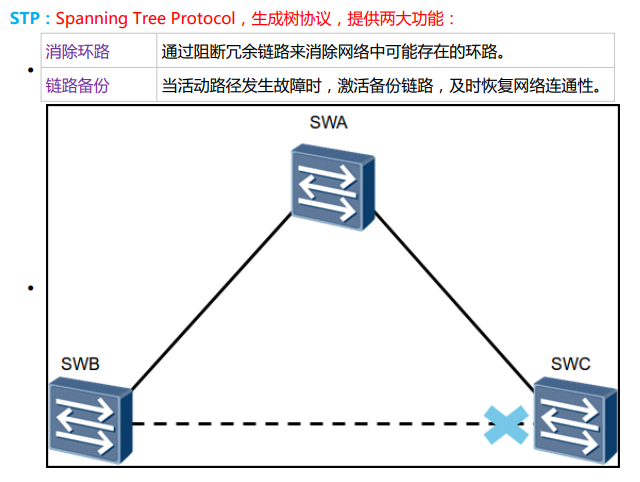 STP：Spanning Tree Protocol，生成树协议，提供两大功能：
消除环路 通过阻断冗余链路来消除网络中可能存在的环路。
链路备份 当活动路径发生故障时，激活备份链路，及时恢复网络连通性。
SWA
SWB
SWC